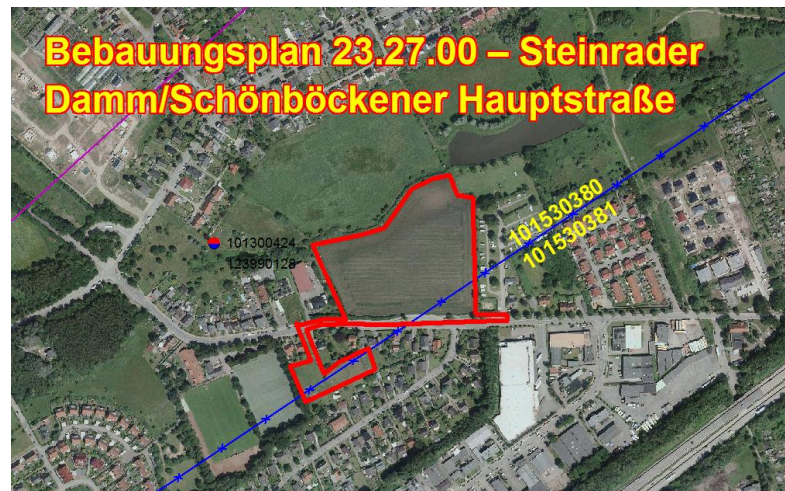 Bebauungsplan 23.27.00 – Steinrader
Damm/Schönböckener Hauptstraße
101530380
101530381
101300424
123990128